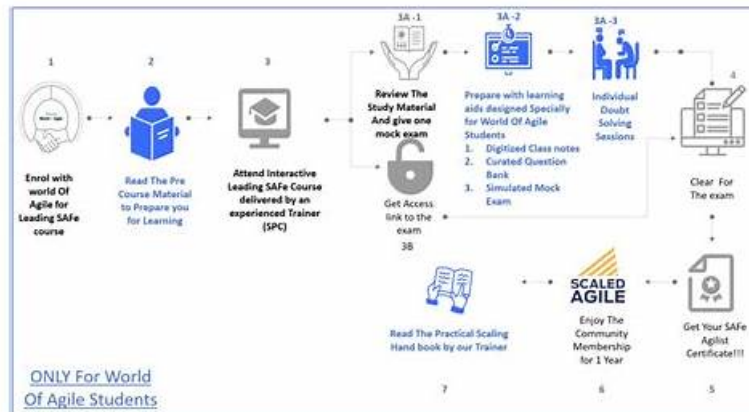 1
Enrol with
world Of
Agile for
Leading SAFe
course
2
Read The Pre
Course Material
to Prepare you
for Learning
3
Attend Interactive
Leading SAFe Course
delivered by an
experienced Trainer
(SPC)
3A -1
Review The
Study Material
And give one
mock exam
3A -2
Prepare with learning
aids designed Specially
for World Of Agile
Students
1. Digitized Class notes
2. Curated Question
Bank
3. Simulated Mock
Exam
3A -3
Individual
Doubt
Solving
Sessions
Get Access
link to the
exam
3B
4
Clear For
The exam
Get Your SAFe
Agilist
Certificate!!!
5
SCALED
AGILE
Enjoy The
Community
Membership
for 1 Year
6
Read The Practical Scaling
Hand book by our Trainer
7
ONLY For World
Of Agile Students